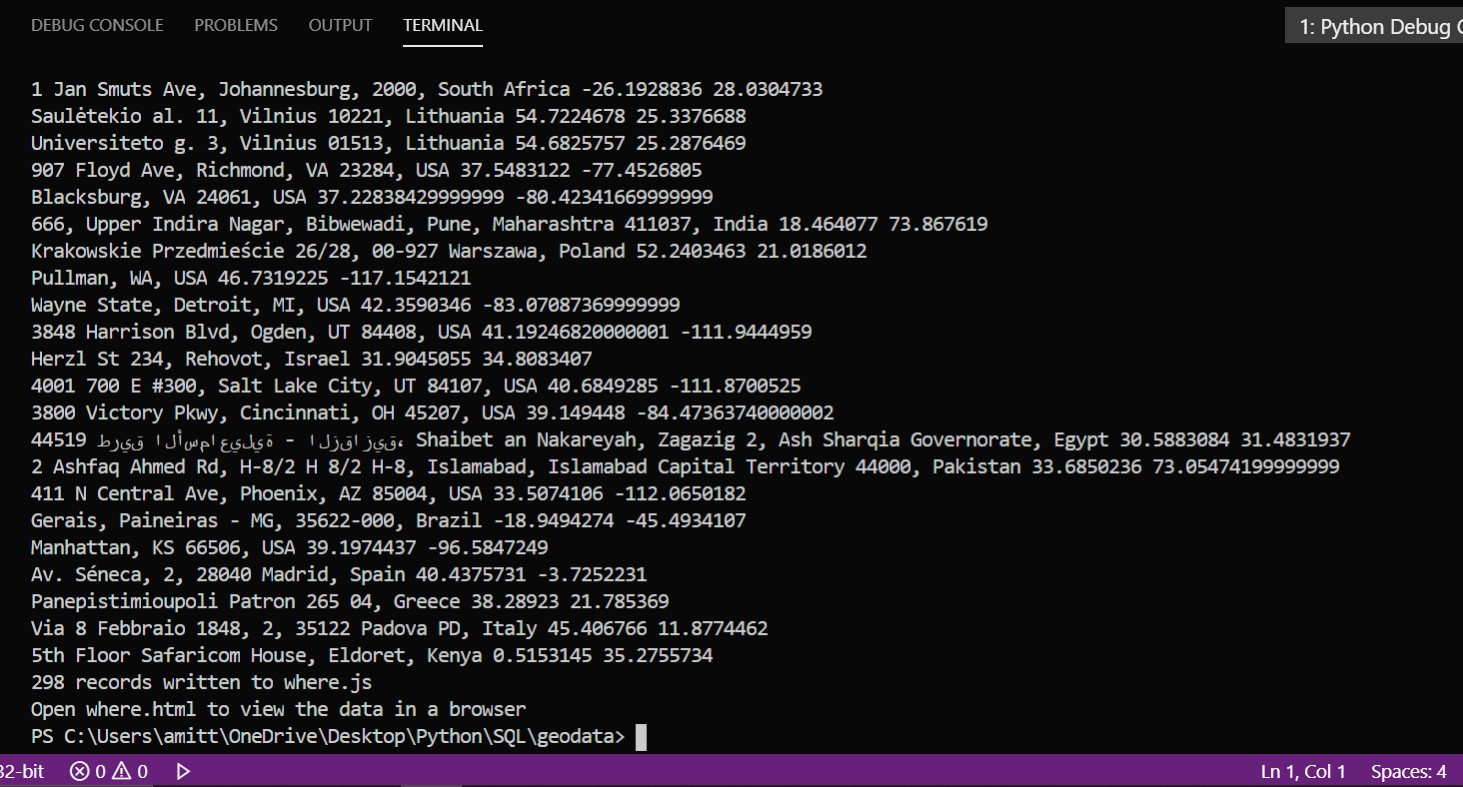 DEBUG CONSOLE PROBLEMS OUTPUT TERMINAL 1: Python Debug C
1 Jan Smuts Ave, Johannesburg, 2000, South Africa -26.1928836 28.0304733
Saulėtekio al. 11, Vilnius 10221, Lithuania 54.7224678 25.3376688
Universiteto g. 3, Vilnius 01513, Lithuania 54.6825757 25.2876469
907 Floyd Ave, Richmond, VA 23284, USA 37.5483122 -77.4526805
Blacksburg, VA 24061, USA 37.22838429999999 -80.42341669999999
666, Upper Indira Nagar, Bibwewadi, Pune, Maharashtra 411037, India 18.464077 73.867619
Krakowskie Przedmieście 26/28, 00-927 Warszawa, Poland 52.2403463 21.0186012
Pullman, WA, USA 46.7319225 -117.1542121
Wayne State, Detroit, MI, USA 42.3590346 -83.07087369999999
3848 Harrison Blvd, Ogden, UT 84408, USA 41.19246820000001 -111.9444959
Herzl St 234, Rehovot, Israel 31.9045055 34.8083407
4001 700 E #300, Salt Lake City, UT 84107, USA 40.6849285 -111.8700525
3800 Victory Pkwy, Cincinnati, OH 45207, USA 39.149448 -84.47363740000002
44519 طريق الأسماعيلية - الزقازيق، Shaibet an Nakareyah, Zagazig 2, Ash Sharqia Governorate, Egypt 30.5883084 31.4831937
2 Ashfaq Ahmed Rd, H-8/2 H 8/2 H-8, Islamabad, Islamabad Capital Territory 44000, Pakistan 33.6850236 73.05474199999999
411 N Central Ave, Phoenix, AZ 85004, USA 33.5074106 -112.0650182
Gerais, Paineiras - MG, 35622-000, Brazil -18.9494274 -45.4934107
Manhattan, KS 66506, USA 39.1974437 -96.5847249
Av. Séneca, 2, 28040 Madrid, Spain 40.4375731 -3.7252231
Panepistimioupoli Patron 265 04, Greece 38.28923 21.785369
Via 8 Febbraio 1848, 2, 35122 Padova PD, Italy 45.406766 11.8774462
5th Floor Safaricom House, Eldoret, Kenya 0.5153145 35.2755734
298 records written to where.js
Open where.html to view the data in a browser
PS C:\Users\amitt\OneDrive\Desktop\Python\SQL\geodata>
32-bit 0 0 Ln 1, Col 1 Spaces: 4